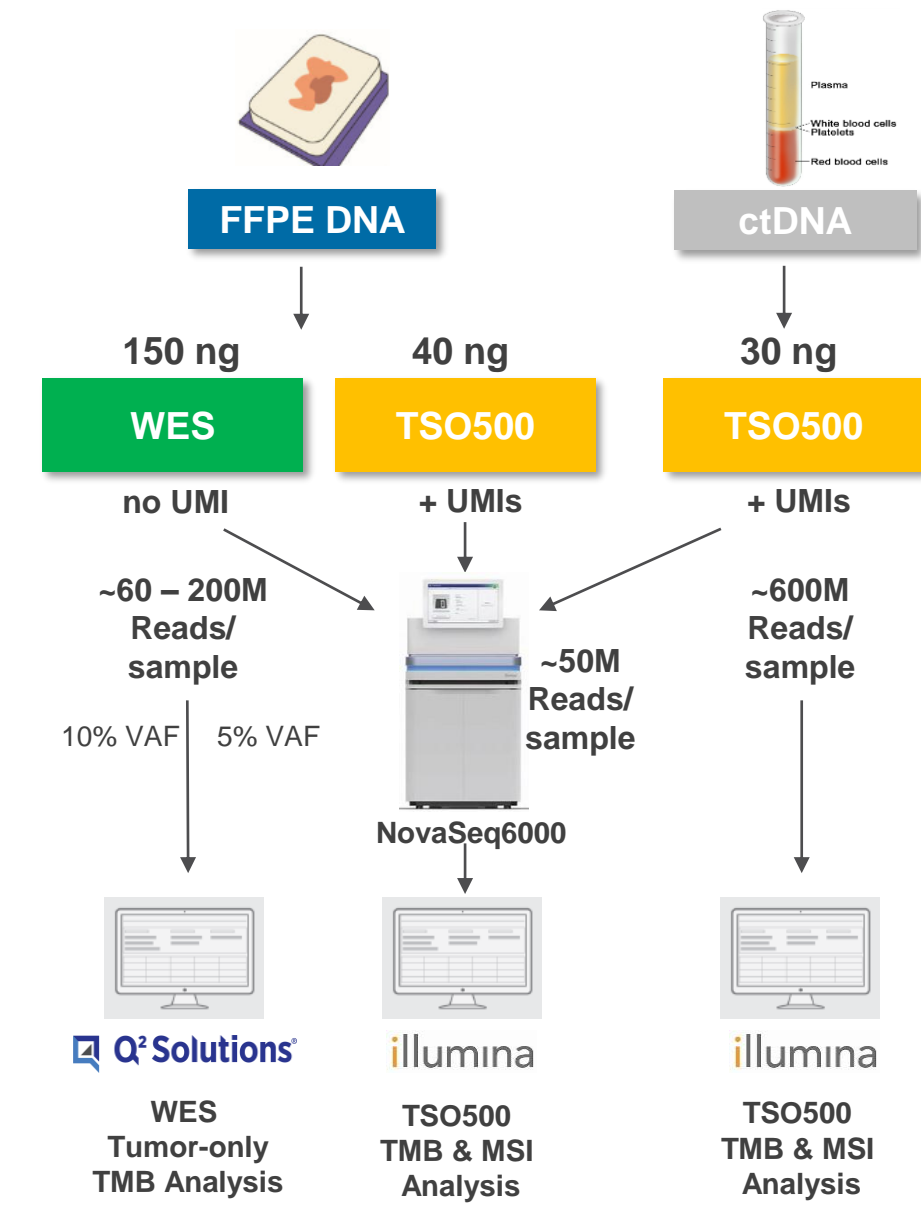 Plasma
White blood cells
Platelets
Red blood cells
FFPE DNA
ctDNA
150 ng
40 ng
30 ng
WES
TSO500
TSO500
no UMI
+ UMIs
+ UMIs
~60 – 200M
Reads/
sample
~50M
Reads/
sample
~600M
Reads/
sample
10% VAF
5% VAF
NovaSeq6000
Q² Solutions®
illumina
illumina
WES
Tumor-only
TMB Analysis
TSO500
TMB & MSI
Analysis
TSO500
TMB & MSI
Analysis